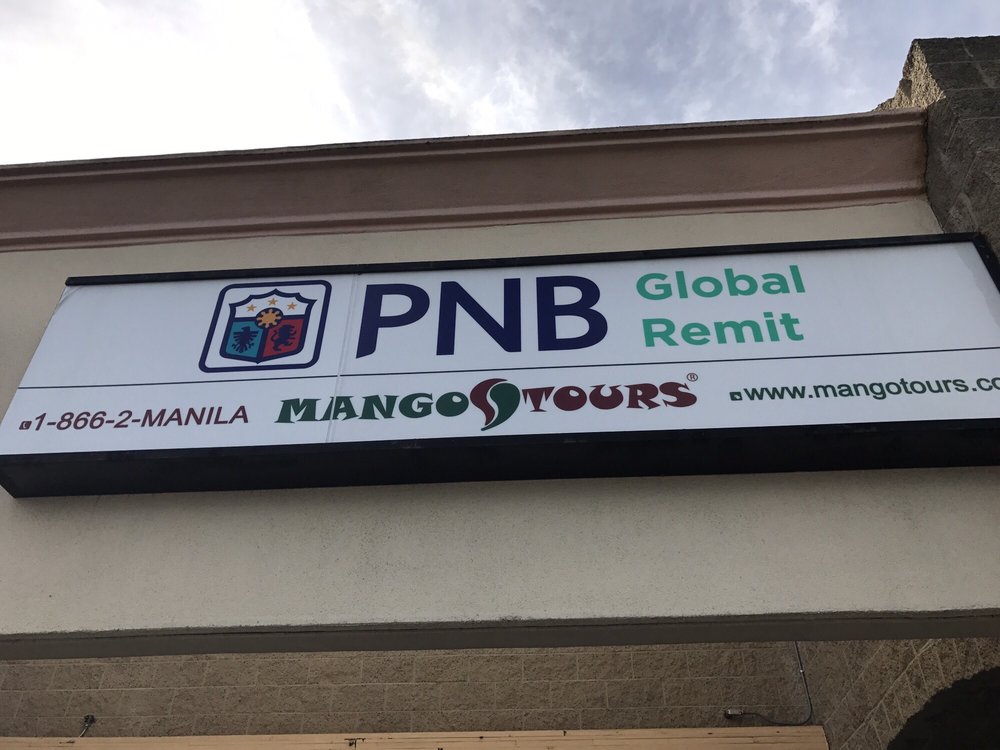 PNB
Global
Remit
1-866-2-MANILA
MANGO TOURS®
www.mangotours.co